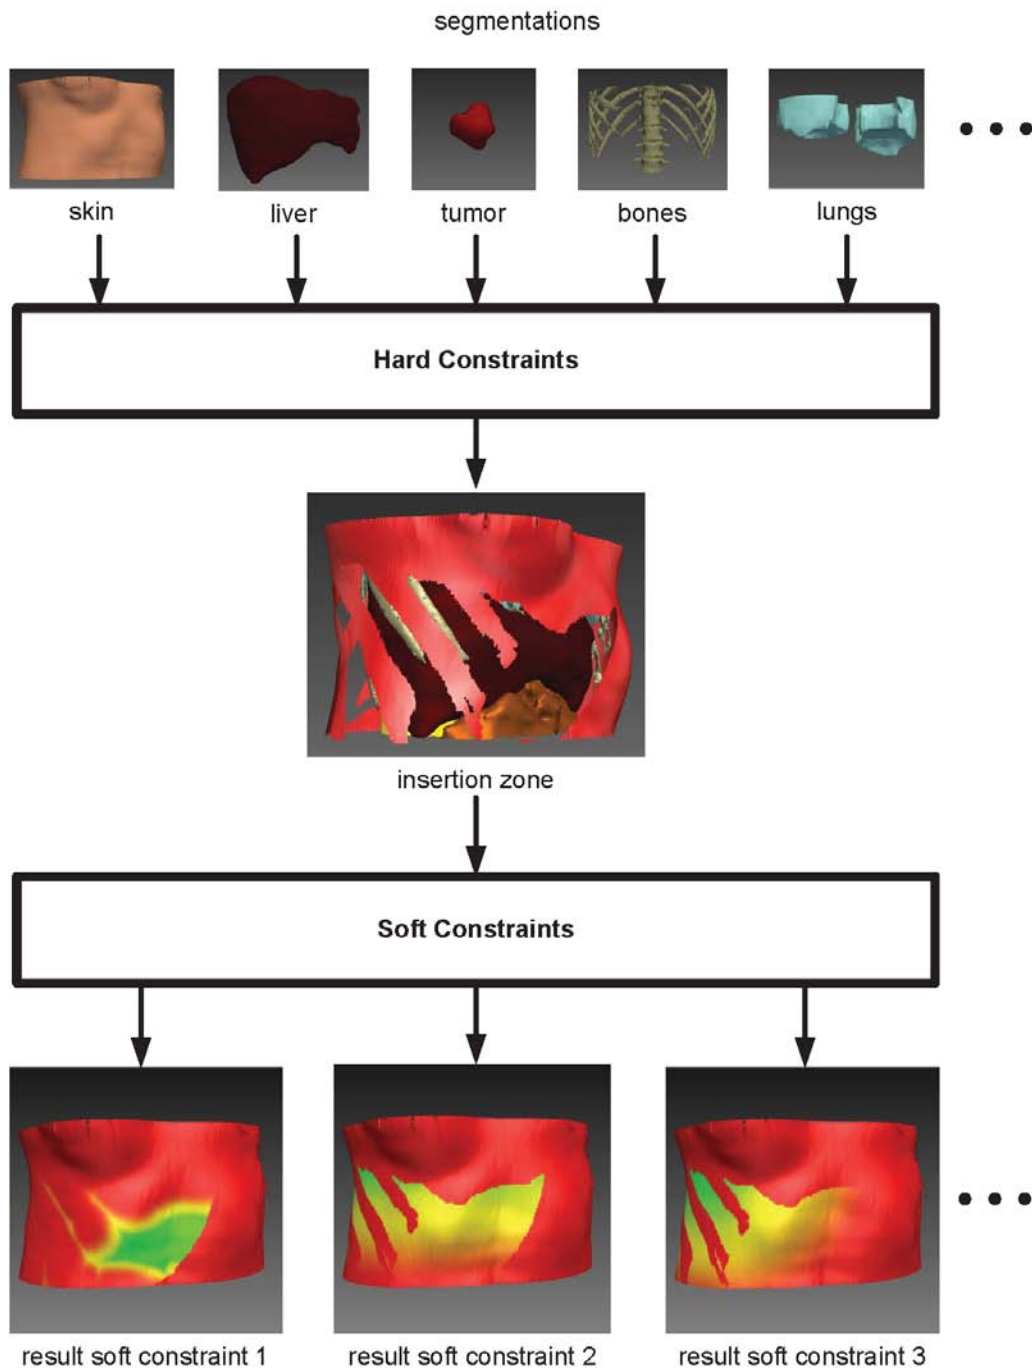 segmentations
skin
liver
tumor
bones
lungs
Hard Constraints
insertion zone
Soft Constraints
result soft constraint 1
result soft constraint 2
result soft constraint 3